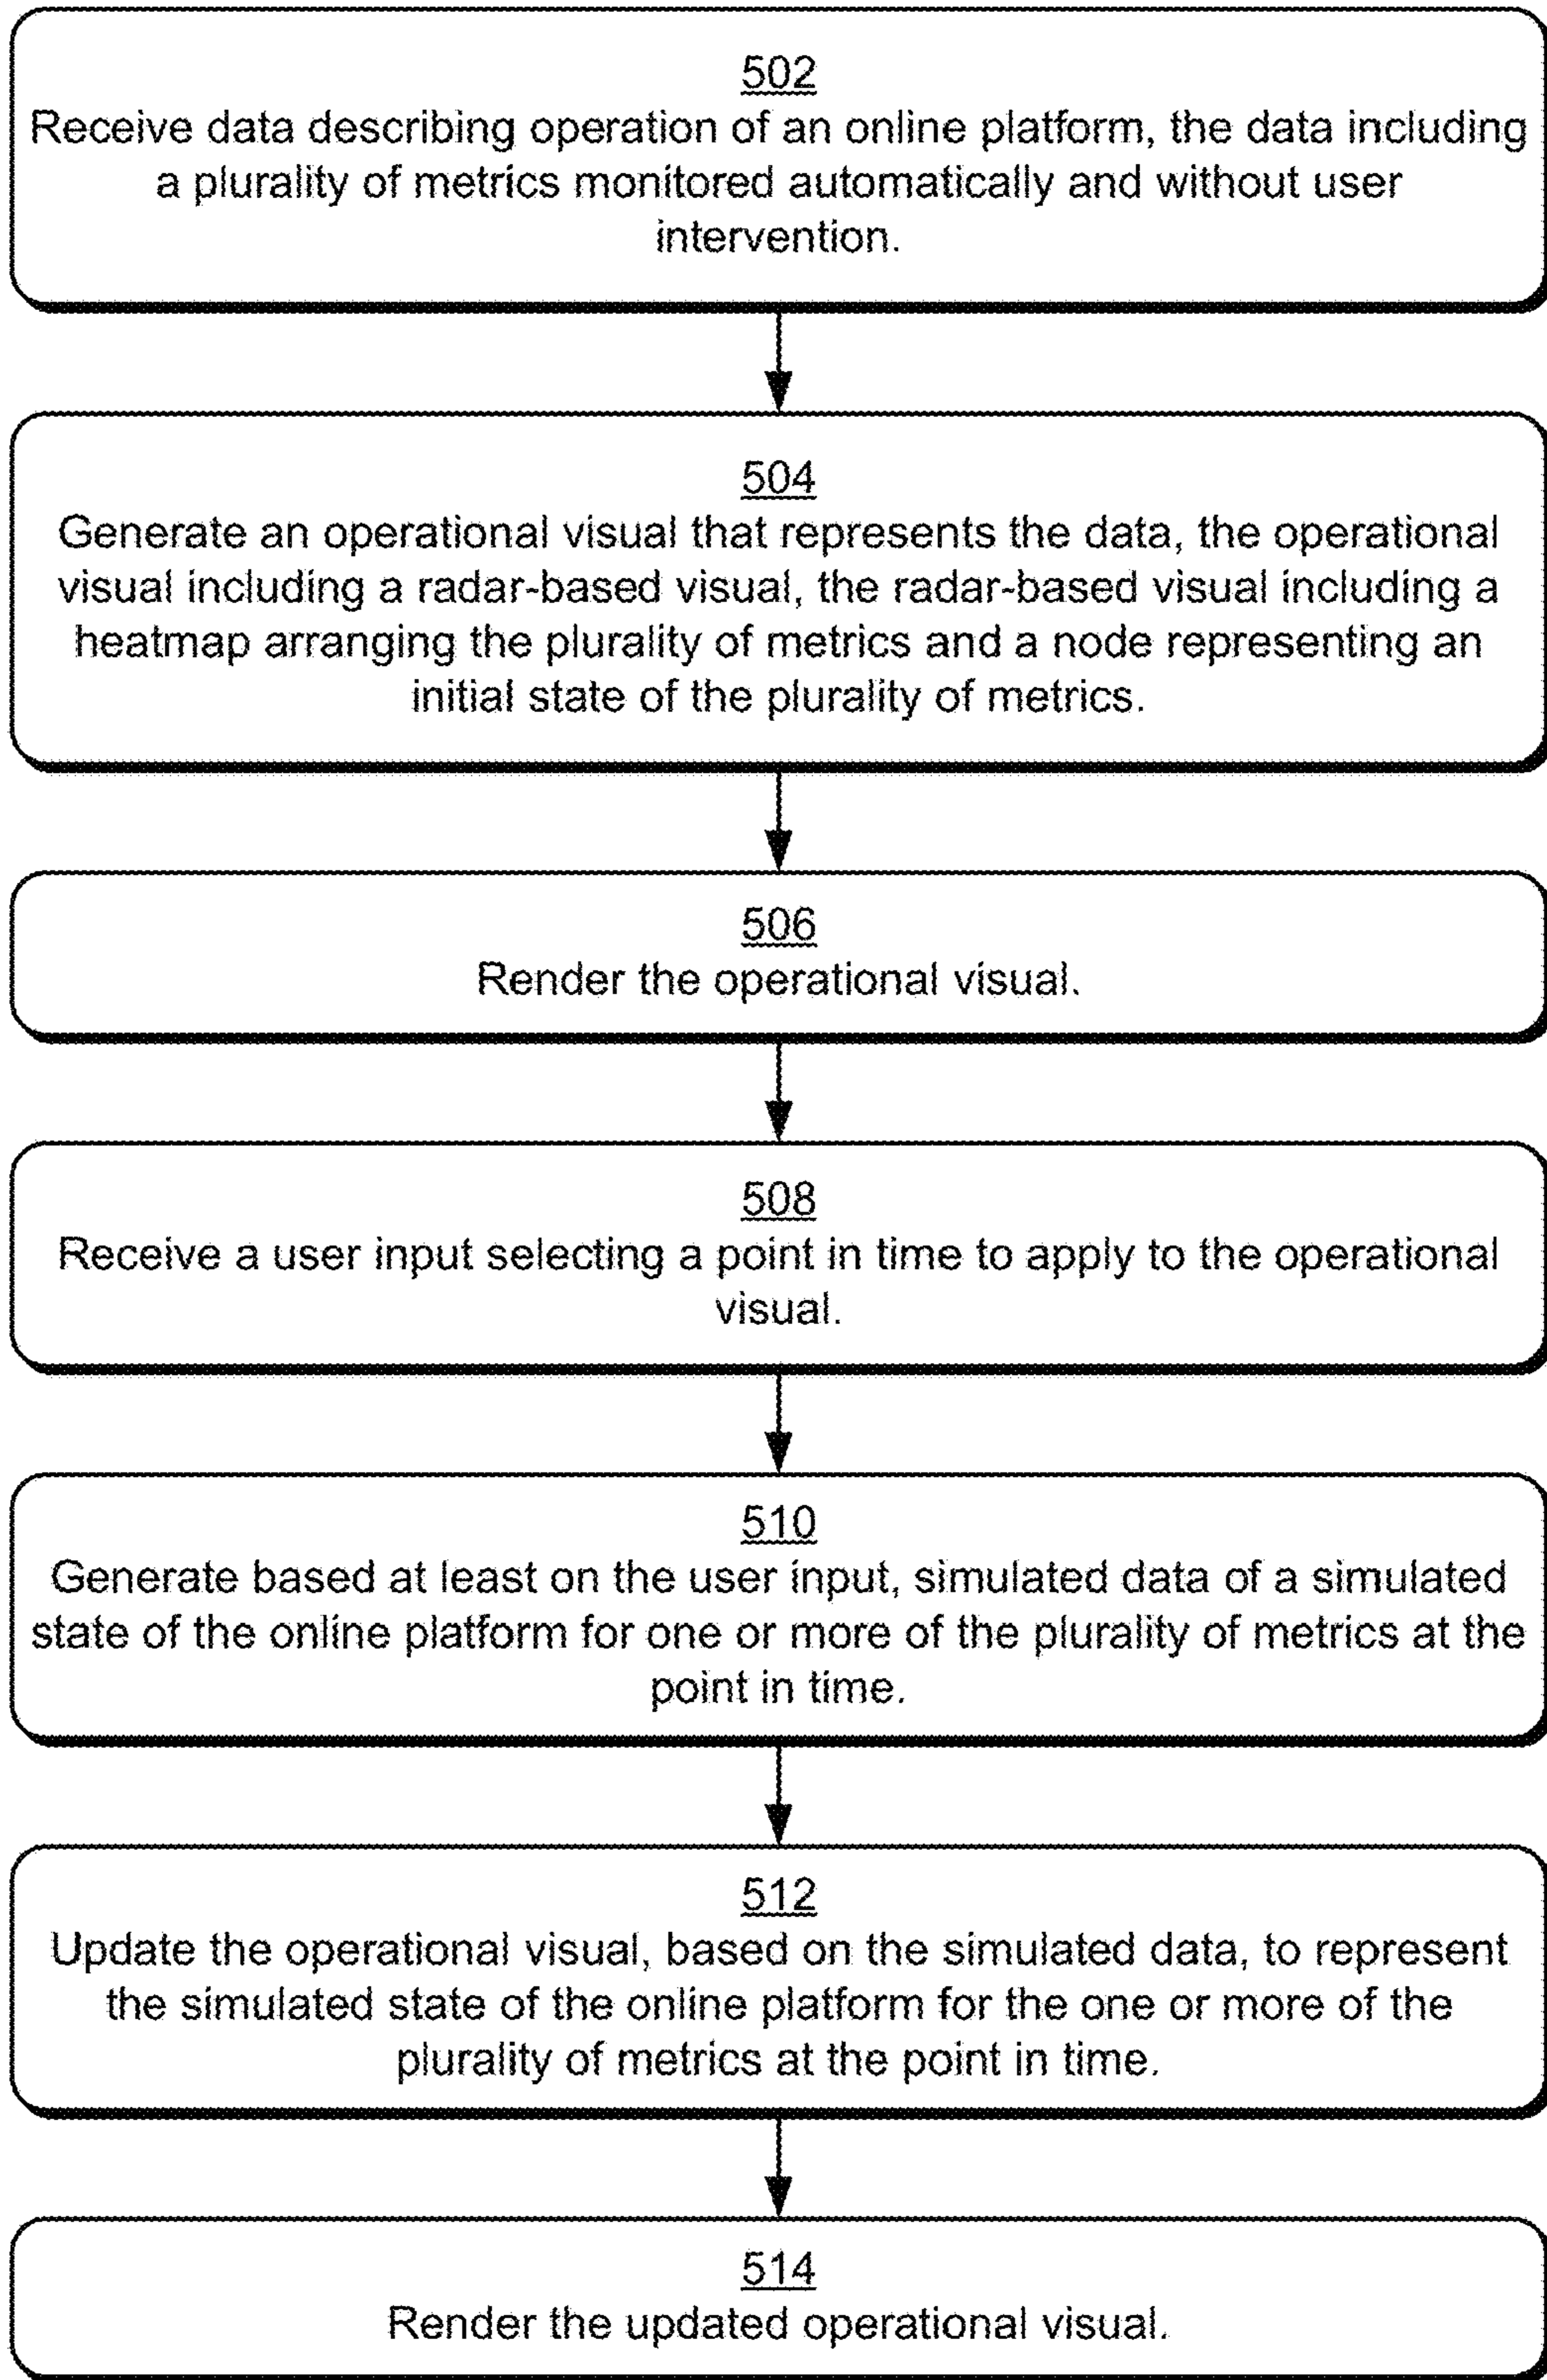 502
Receive data describing operation of an online platform, the data including
a plurality of metrics monitored automatically and without user
intervention.
504
Generate an operational visual that represents the data, the operational
visual including a radar-based visual, the radar-based visual including a
heatmap arranging the plurality of metrics and a node representing an
initial state of the plurality of metrics.
506
Render the operational visual.
508
Receive a user input selecting a point in time to apply to the operational
visual.
510
Generate based at least on the user input, simulated data of a simulated
state of the online platform for one or more of the plurality of metrics at the
point in time.
512
Update the operational visual, based on the simulated data, to represent
the simulated state of the online platform for the one or more of the
plurality of metrics at the point in time.
514
Render the updated operational visual.